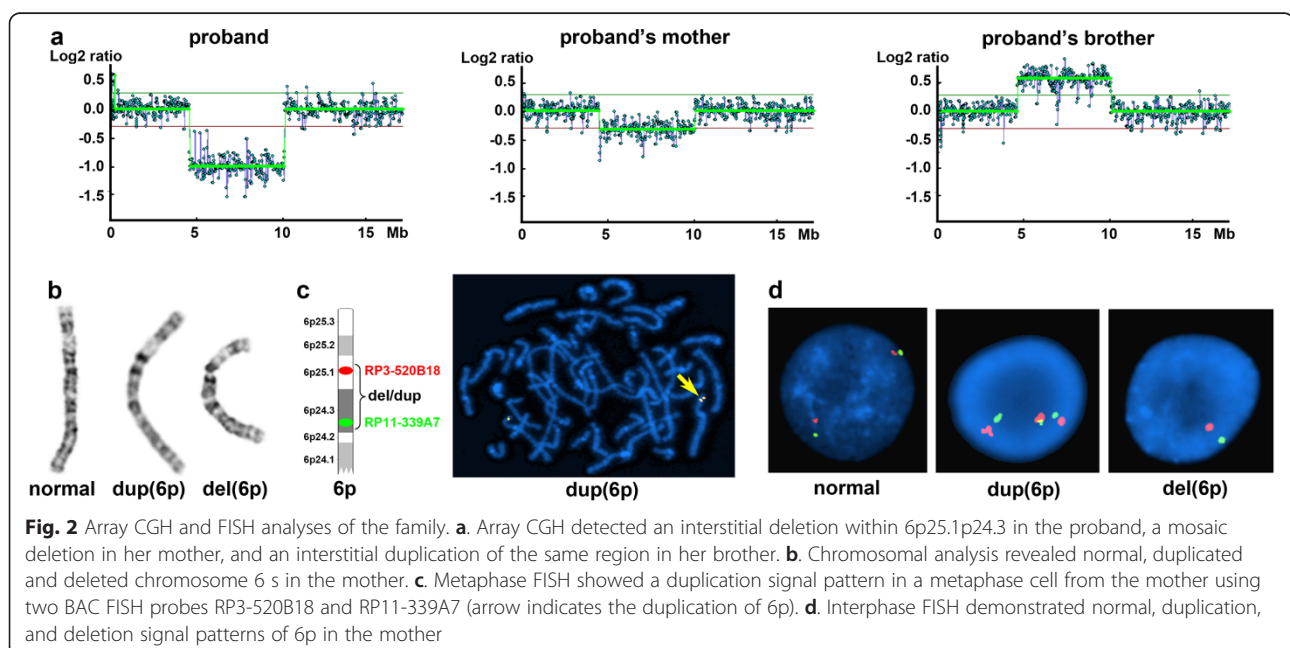 a
proband
proband's mother
proband's brother
Log2 ratio
Log2 ratio
Log2 ratio
0.5
0.0
-0.5
-1.0
-1.5
0 5 10 15 Mb
0.5
0.0
-0.5
-1.0
-1.5
0 5 10 15 Mb
0.5
0.0
-0.5
-1.0
-1.5
0 5 10 15 Mb
b
normal dup(6p) del(6p)
c
6p25.3
6p25.2
6p25.1
6p24.3
6p24.2
6p24.1
RP3-520B18
del/dup
RP11-339A7
6p
dup(6p)
d
normal dup(6p) del(6p)
Fig. 2 Array CGH and FISH analyses of the family. a. Array CGH detected an interstitial deletion within 6p25.1p24.3 in the proband, a mosaic
deletion in her mother, and an interstitial duplication of the same region in her brother. b. Chromosomal analysis revealed normal, duplicated
and deleted chromosome 6 s in the mother. c. Metaphase FISH showed a duplication signal pattern in a metaphase cell from the mother using
two BAC FISH probes RP3-520B18 and RP11-339A7 (arrow indicates the duplication of 6p). d. Interphase FISH demonstrated normal, duplication,
and deletion signal patterns of 6p in the mother